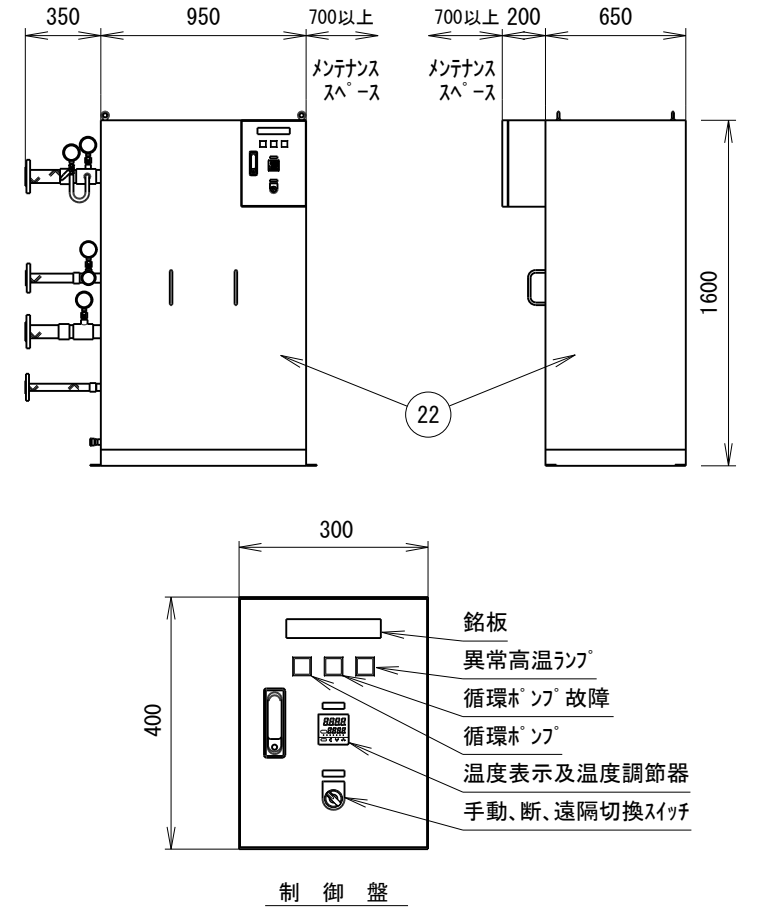 350
950
700以上
700以上
200
650
メンテナンス
スペース
メンテナンス
スペース
1600
22
300
400
銘板
異常高温ランプ
循環ポンプ故障
循環ポンプ
8888
8888
温度表示及温度調節器
手動、断、遠隔切換スイッチ
制御盤